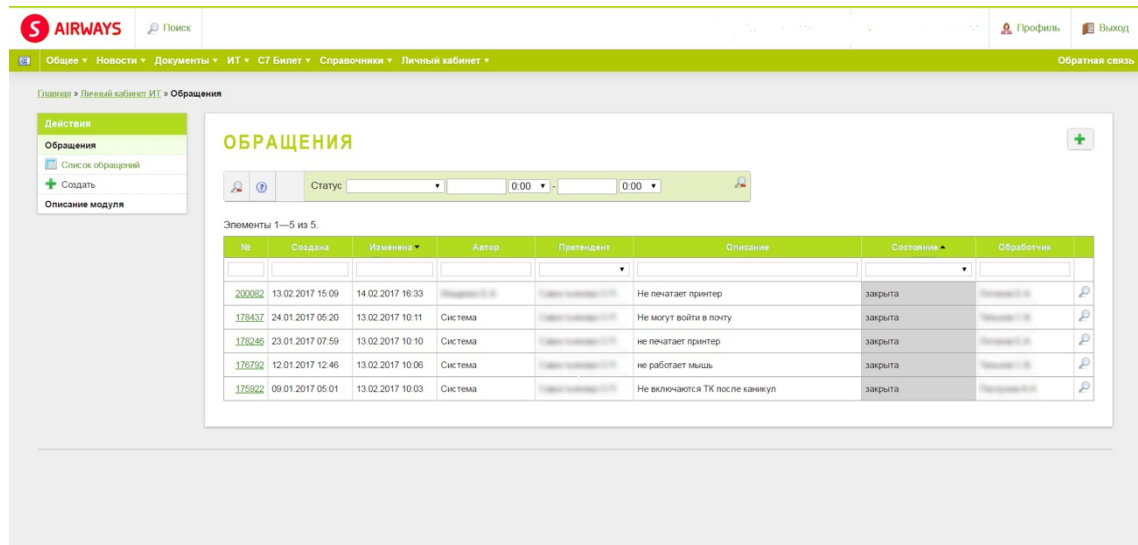 S AIRWAYS Поиск Профиль Выход
Общее Новости Документы ИТ С7 Билет Справочники Личный кабинет Обратная связь
Главная » Личный кабинет ИТ » Обращения
Действия
Обращения
Список обращений
Создать
Описание модуля
ОБРАЩЕНИЯ
Статус 0:00 - 0:00
Элементы 1—5 из 5.
№ Создана Изменена Автор Претендент Описание Состояние Обработчик
200082 13.02.2017 15:09 14.02.2017 16:33 Не печатает принтер закрыта
178437 24.01.2017 05:20 13.02.2017 10:11 Система Не могут войти в почту закрыта
178246 23.01.2017 07:59 13.02.2017 10:10 Система не печатает принтер закрыта
176792 12.01.2017 12:46 13.02.2017 10:06 Система не работает мышь закрыта
175922 09.01.2017 05:01 13.02.2017 10:03 Система Не включаются ТК после каникул закрыта